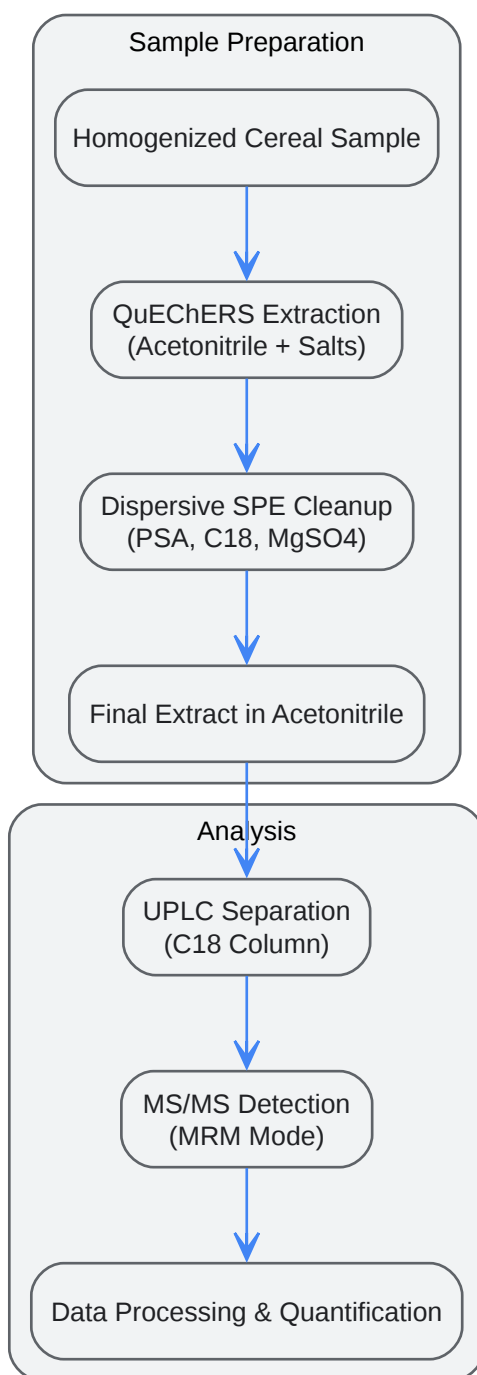 Sample Preparation
Homogenized Cereal Sample
QuEChERS Extraction
(Acetonitrile + Salts)
Dispersive SPE Cleanup
(PSA, C18, MgSO4)
Final Extract in Acetonitrile
Analysis
UPLC Separation
(C18 Column)
MS/MS Detection
(MRM Mode)
Data Processing & Quantification